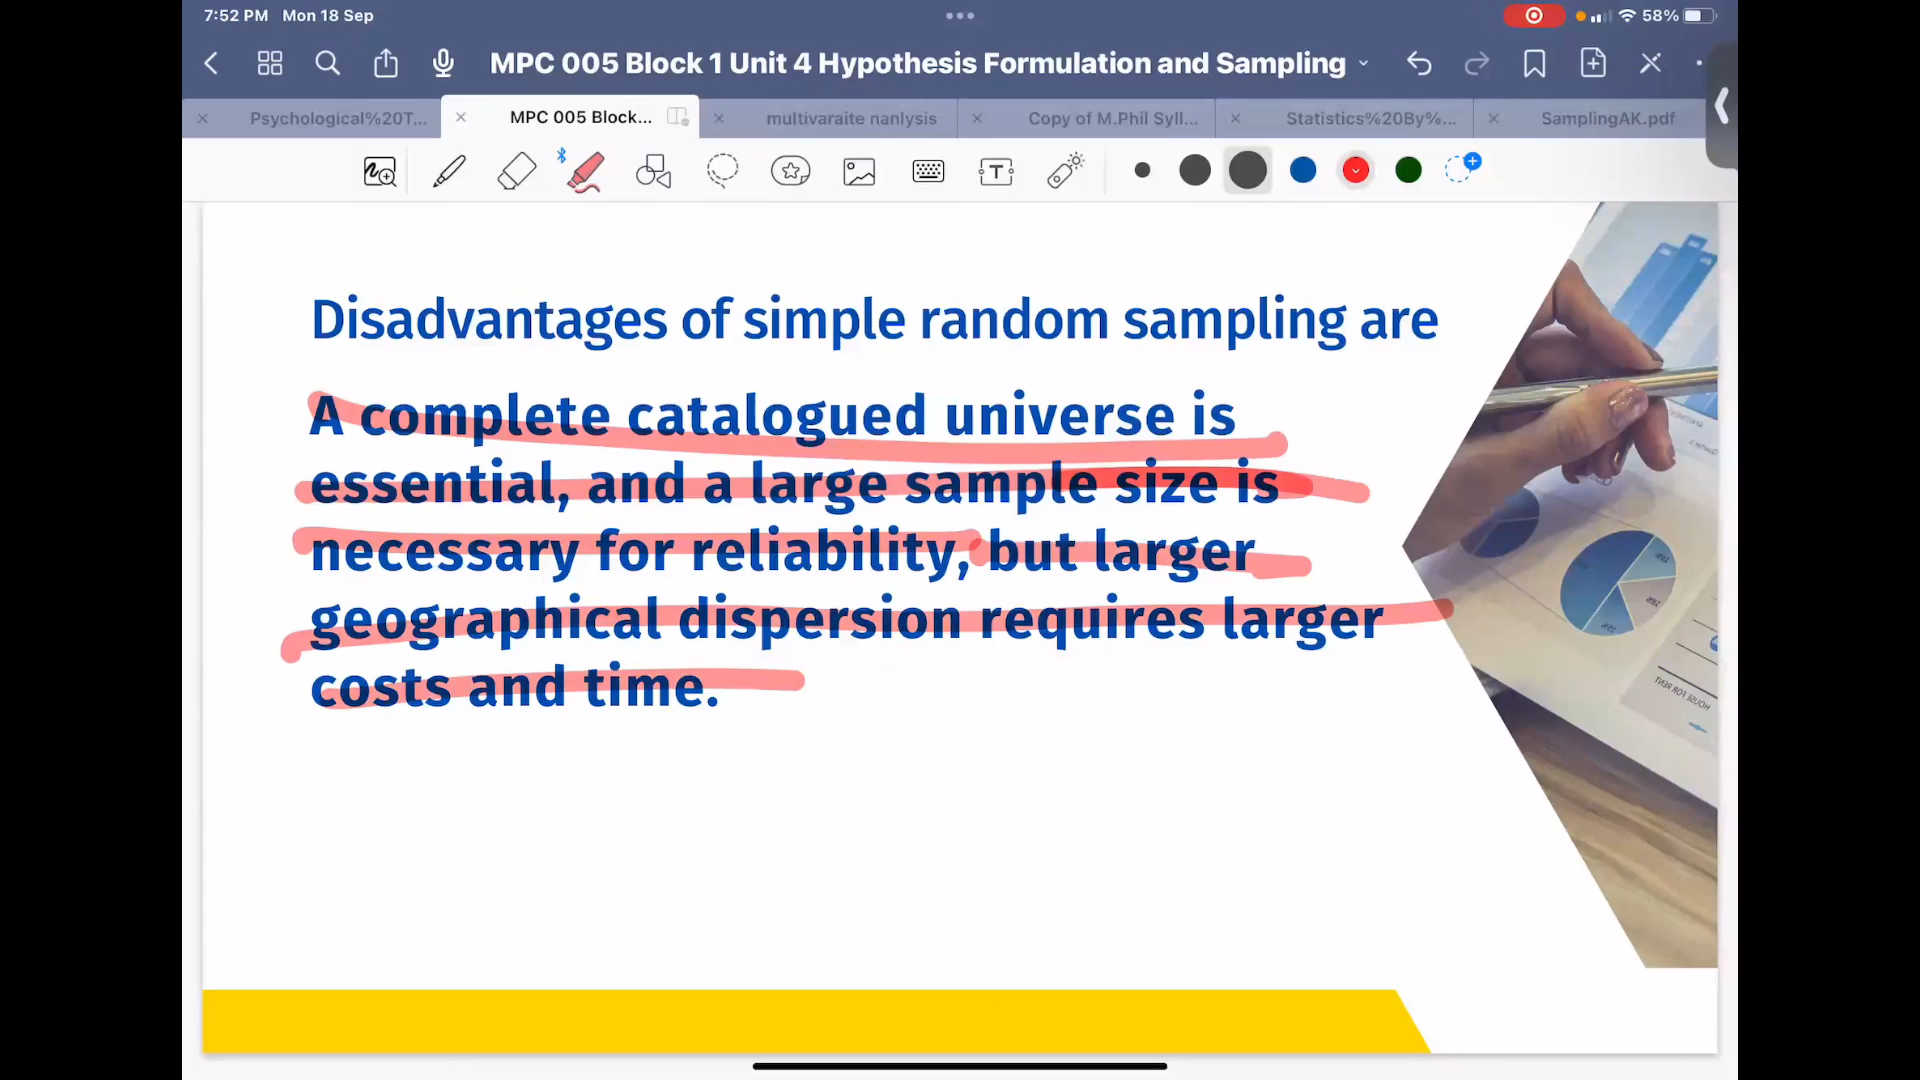 7:52 PM Mon 18 Sep
58%
MPC 005 Block 1 Unit 4 Hypothesis Formulation and Sampling
Psychological%20T...
MPC 005 Block...
multivaraite nanlysis
Copy of M.Phil Syll...
Statistics%20By%...
SamplingAK.pdf
T
Disadvantages of simple random sampling are
A complete catalogued universe is
essential, and a large sample size is
necessary for reliability, but larger
geographical dispersion requires larger
costs and time.
HOUSE FOR RENT